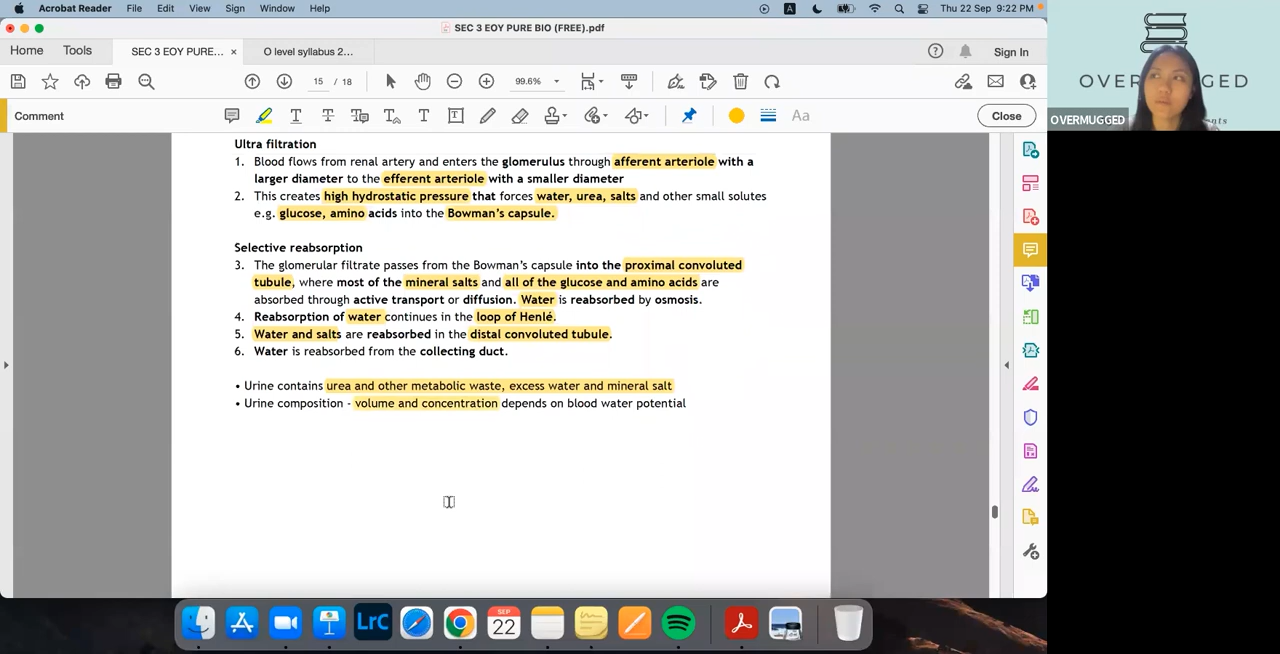 Acrobat Reader File Edit View Sign Window Help A Thu 22 Sep 9:22 PM
SEC 3 EOY PURE BIO (FREE).pdf
Home Tools SEC 3 EOY PURE... × O level syllabus 2... ? Sign In
15 / 18 99.6%
Comment T T T T T Aa Close
OVERMUGGED
OVERMUGGED
Ultra filtration
1. Blood flows from renal artery and enters the glomerulus through afferent arteriole with a
larger diameter to the efferent arteriole with a smaller diameter
2. This creates high hydrostatic pressure that forces water, urea, salts and other small solutes
e.g. glucose, amino acids into the Bowman's capsule.
Selective reabsorption
3. The glomerular filtrate passes from the Bowman's capsule into the proximal convoluted
tubule, where most of the mineral salts and all of the glucose and amino acids are
absorbed through active transport or diffusion. Water is reabsorbed by osmosis.
4. Reabsorption of water continues in the loop of Henlé.
5. Water and salts are reabsorbed in the distal convoluted tubule.
6. Water is reabsorbed from the collecting duct.
• Urine contains urea and other metabolic waste, excess water and mineral salt
• Urine composition - volume and concentration depends on blood water potential
LrC SEP
22